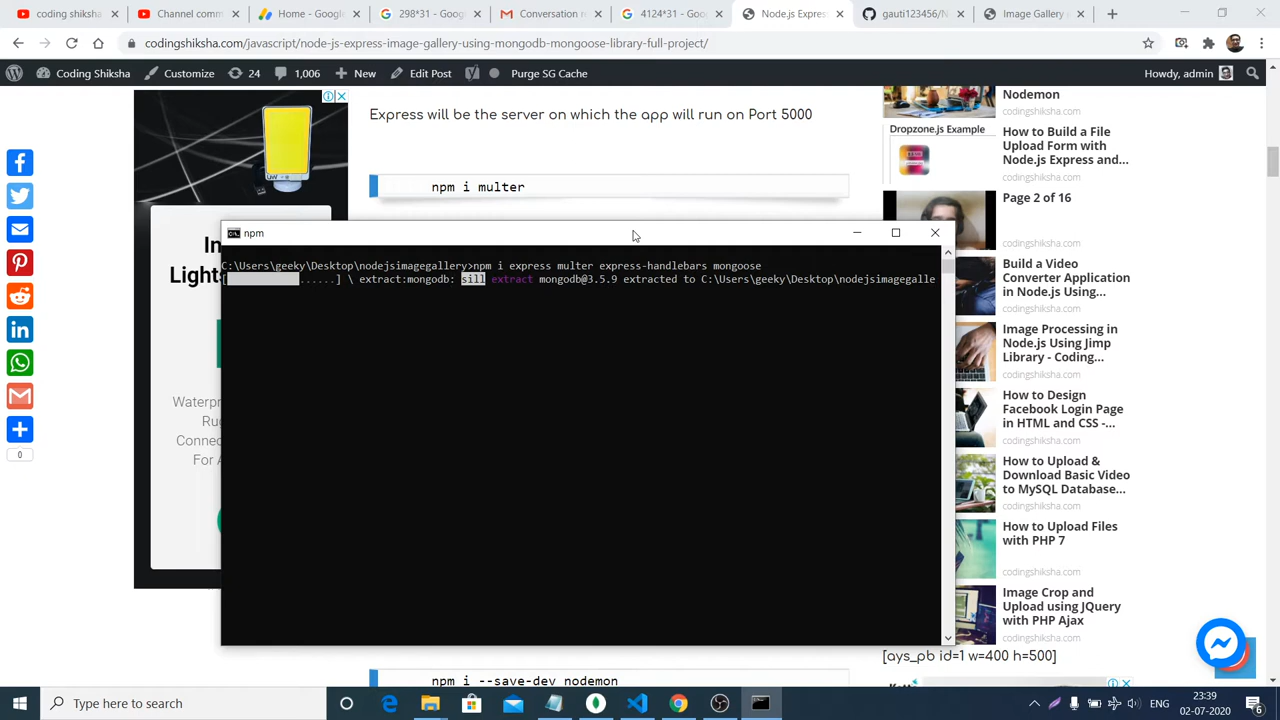 Home - Google
298*31 - Goo
Conversation m
4124*31 - Goo
Node.js Expres
gauti123456/N
Image Gallery a
codingshiksha.com/javascript/node-js-express-image-gallery-using-mongodb-mongoose-library-full-project/
Coding Shiksha
Customize
24
1,006
New
Edit Post
Purge SG Cache
Howdy, admin
Express will be the server on which the app will run on Port 5000
npm i multer
In
Lights
Waterp
Ru
Connec
For A
0
npm
C:\Users\geeky\Desktop\nodejsimagegallery>npm i express multer express-handlebars mongoose
[ ......] \ extract:mongodb: sill extract mongodb@3.5.9 extracted to C:\Users\geeky\Desktop\nodejsimagegalle
npm i --save-dev nodemon
Nodemon
codingshiksha.com
Dropzone.js Example
How to Build a File
Upload Form with
Node.js Express and...
codingshiksha.com
Page 2 of 16
Build a Video
Converter Application
in Node.js Using...
codingshiksha.com
Image Processing in
Node.js Using Jimp
Library - Coding...
codingshiksha.com
How to Design
Facebook Login Page
in HTML and CSS -...
codingshiksha.com
How to Upload &
Download Basic Video
to MySQL Database...
codingshiksha.com
How to Upload Files
with PHP 7
codingshiksha.com
Image Crop and
Upload using JQuery
with PHP Ajax
codingshiksha.com
[ays_pb id=1 w=400 h=500]
Type here to search
ENG
23:39
02-07-2020
6